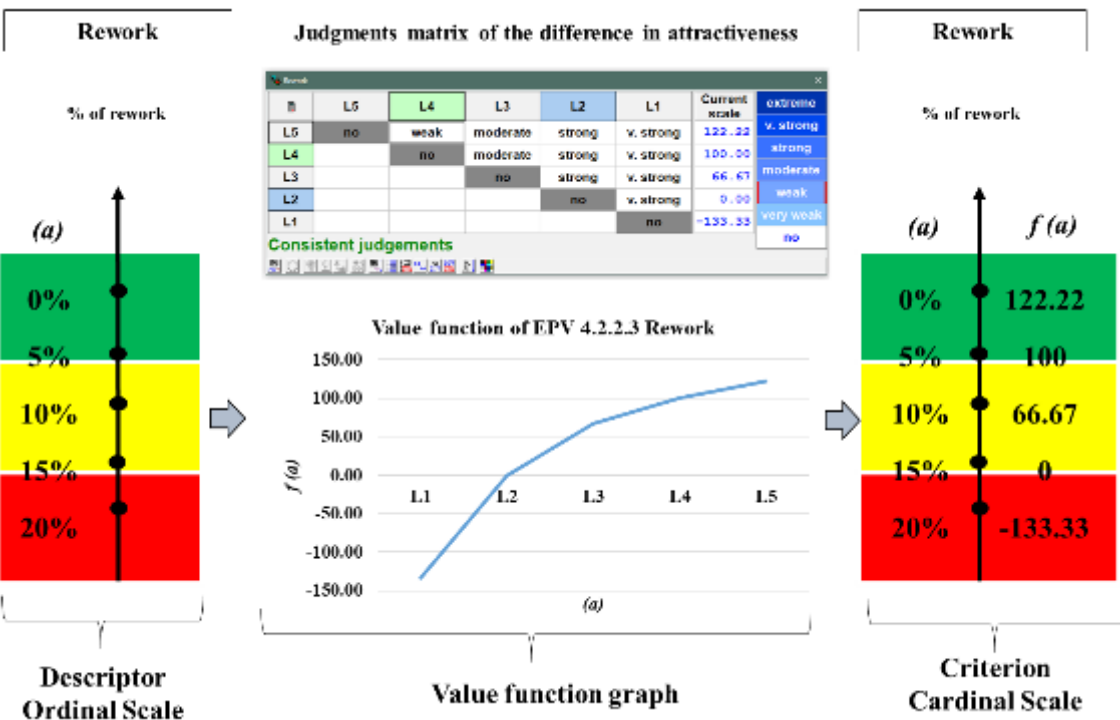 Rework
Judgments matrix of the difference in attractiveness
Rework
% of rework
% of rework
Rework
L5 L4 L3 L2 L1 Current scale
L5 no weak moderate strong v. strong 122.22
L4 no moderate strong v. strong 100.00
L3 no strong v. strong 66.67
L2 no v. strong 0.00
L1 no -133.33
Consistent judgements
extreme
v. strong
strong
moderate
weak
very weak
no
(a)
0%
5%
10%
15%
20%
Value function of EPV 4.2.2.3 Rework
150.00
100.00
50.00
0.00
-50.00
-100.00
-150.00
f (a)
L1 L2 L3 L4 L5
(a)
(a) f (a)
0% 122.22
5% 100
10% 66.67
15% 0
20% -133.33
Descriptor
Ordinal Scale
Value function graph
Criterion
Cardinal Scale